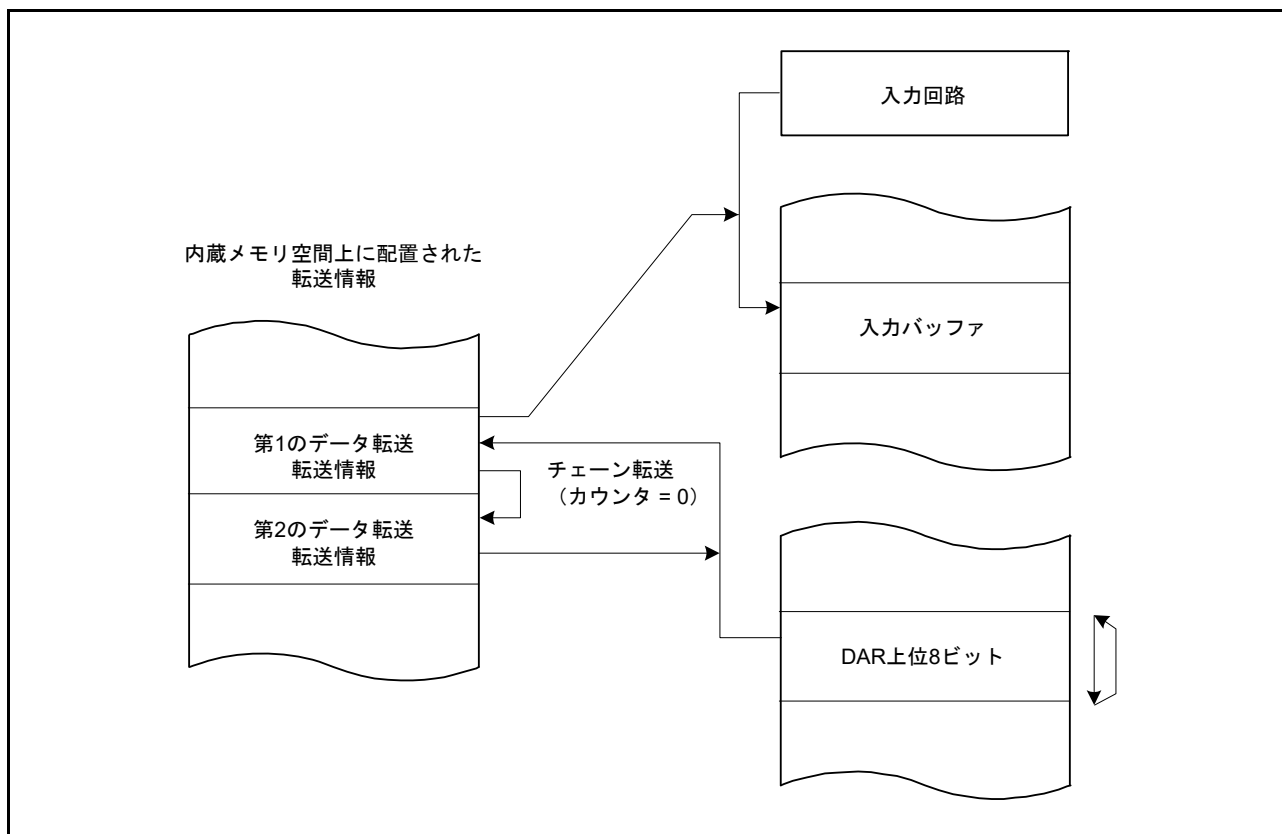 入力回路
内蔵メモリ空間上に配置された
転送情報
入力バッファ
第1のデータ転送
転送情報
チェーン転送
（カウンタ = 0）
第2のデータ転送
転送情報
DAR上位8ビット